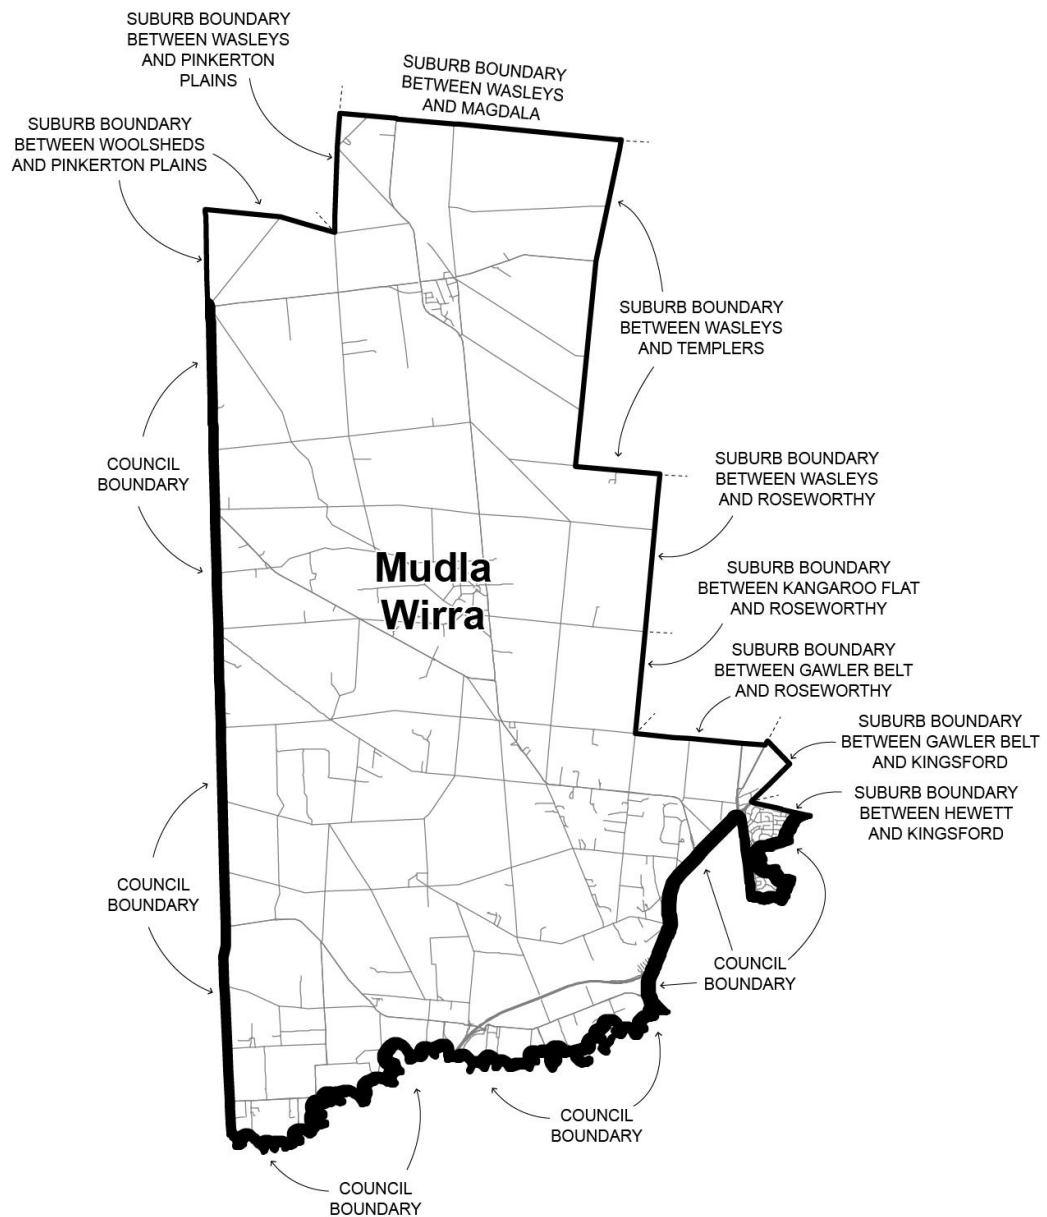 SUBURB BOUNDARY
BETWEEN WASLEYS
AND PINKERTON
PLAINS
SUBURB BOUNDARY
BETWEEN WASLEYS
AND MAGDALA
SUBURB BOUNDARY
BETWEEN WOOLSHEDS
AND PINKERTON PLAINS
SUBURB BOUNDARY
BETWEEN WASLEYS
AND TEMPLERS
COUNCIL
BOUNDARY
SUBURB BOUNDARY
BETWEEN WASLEYS
AND ROSEWORTHY
Mudla
Wirra
SUBURB BOUNDARY
BETWEEN KANGAROO FLAT
AND ROSEWORTHY
SUBURB BOUNDARY
BETWEEN GAWLER BELT
AND ROSEWORTHY
SUBURB BOUNDARY
BETWEEN GAWLER BELT
AND KINGSFORD
SUBURB BOUNDARY
BETWEEN HEWETT
AND KINGSFORD
COUNCIL
BOUNDARY
COUNCIL
BOUNDARY
COUNCIL
BOUNDARY
COUNCIL
BOUNDARY